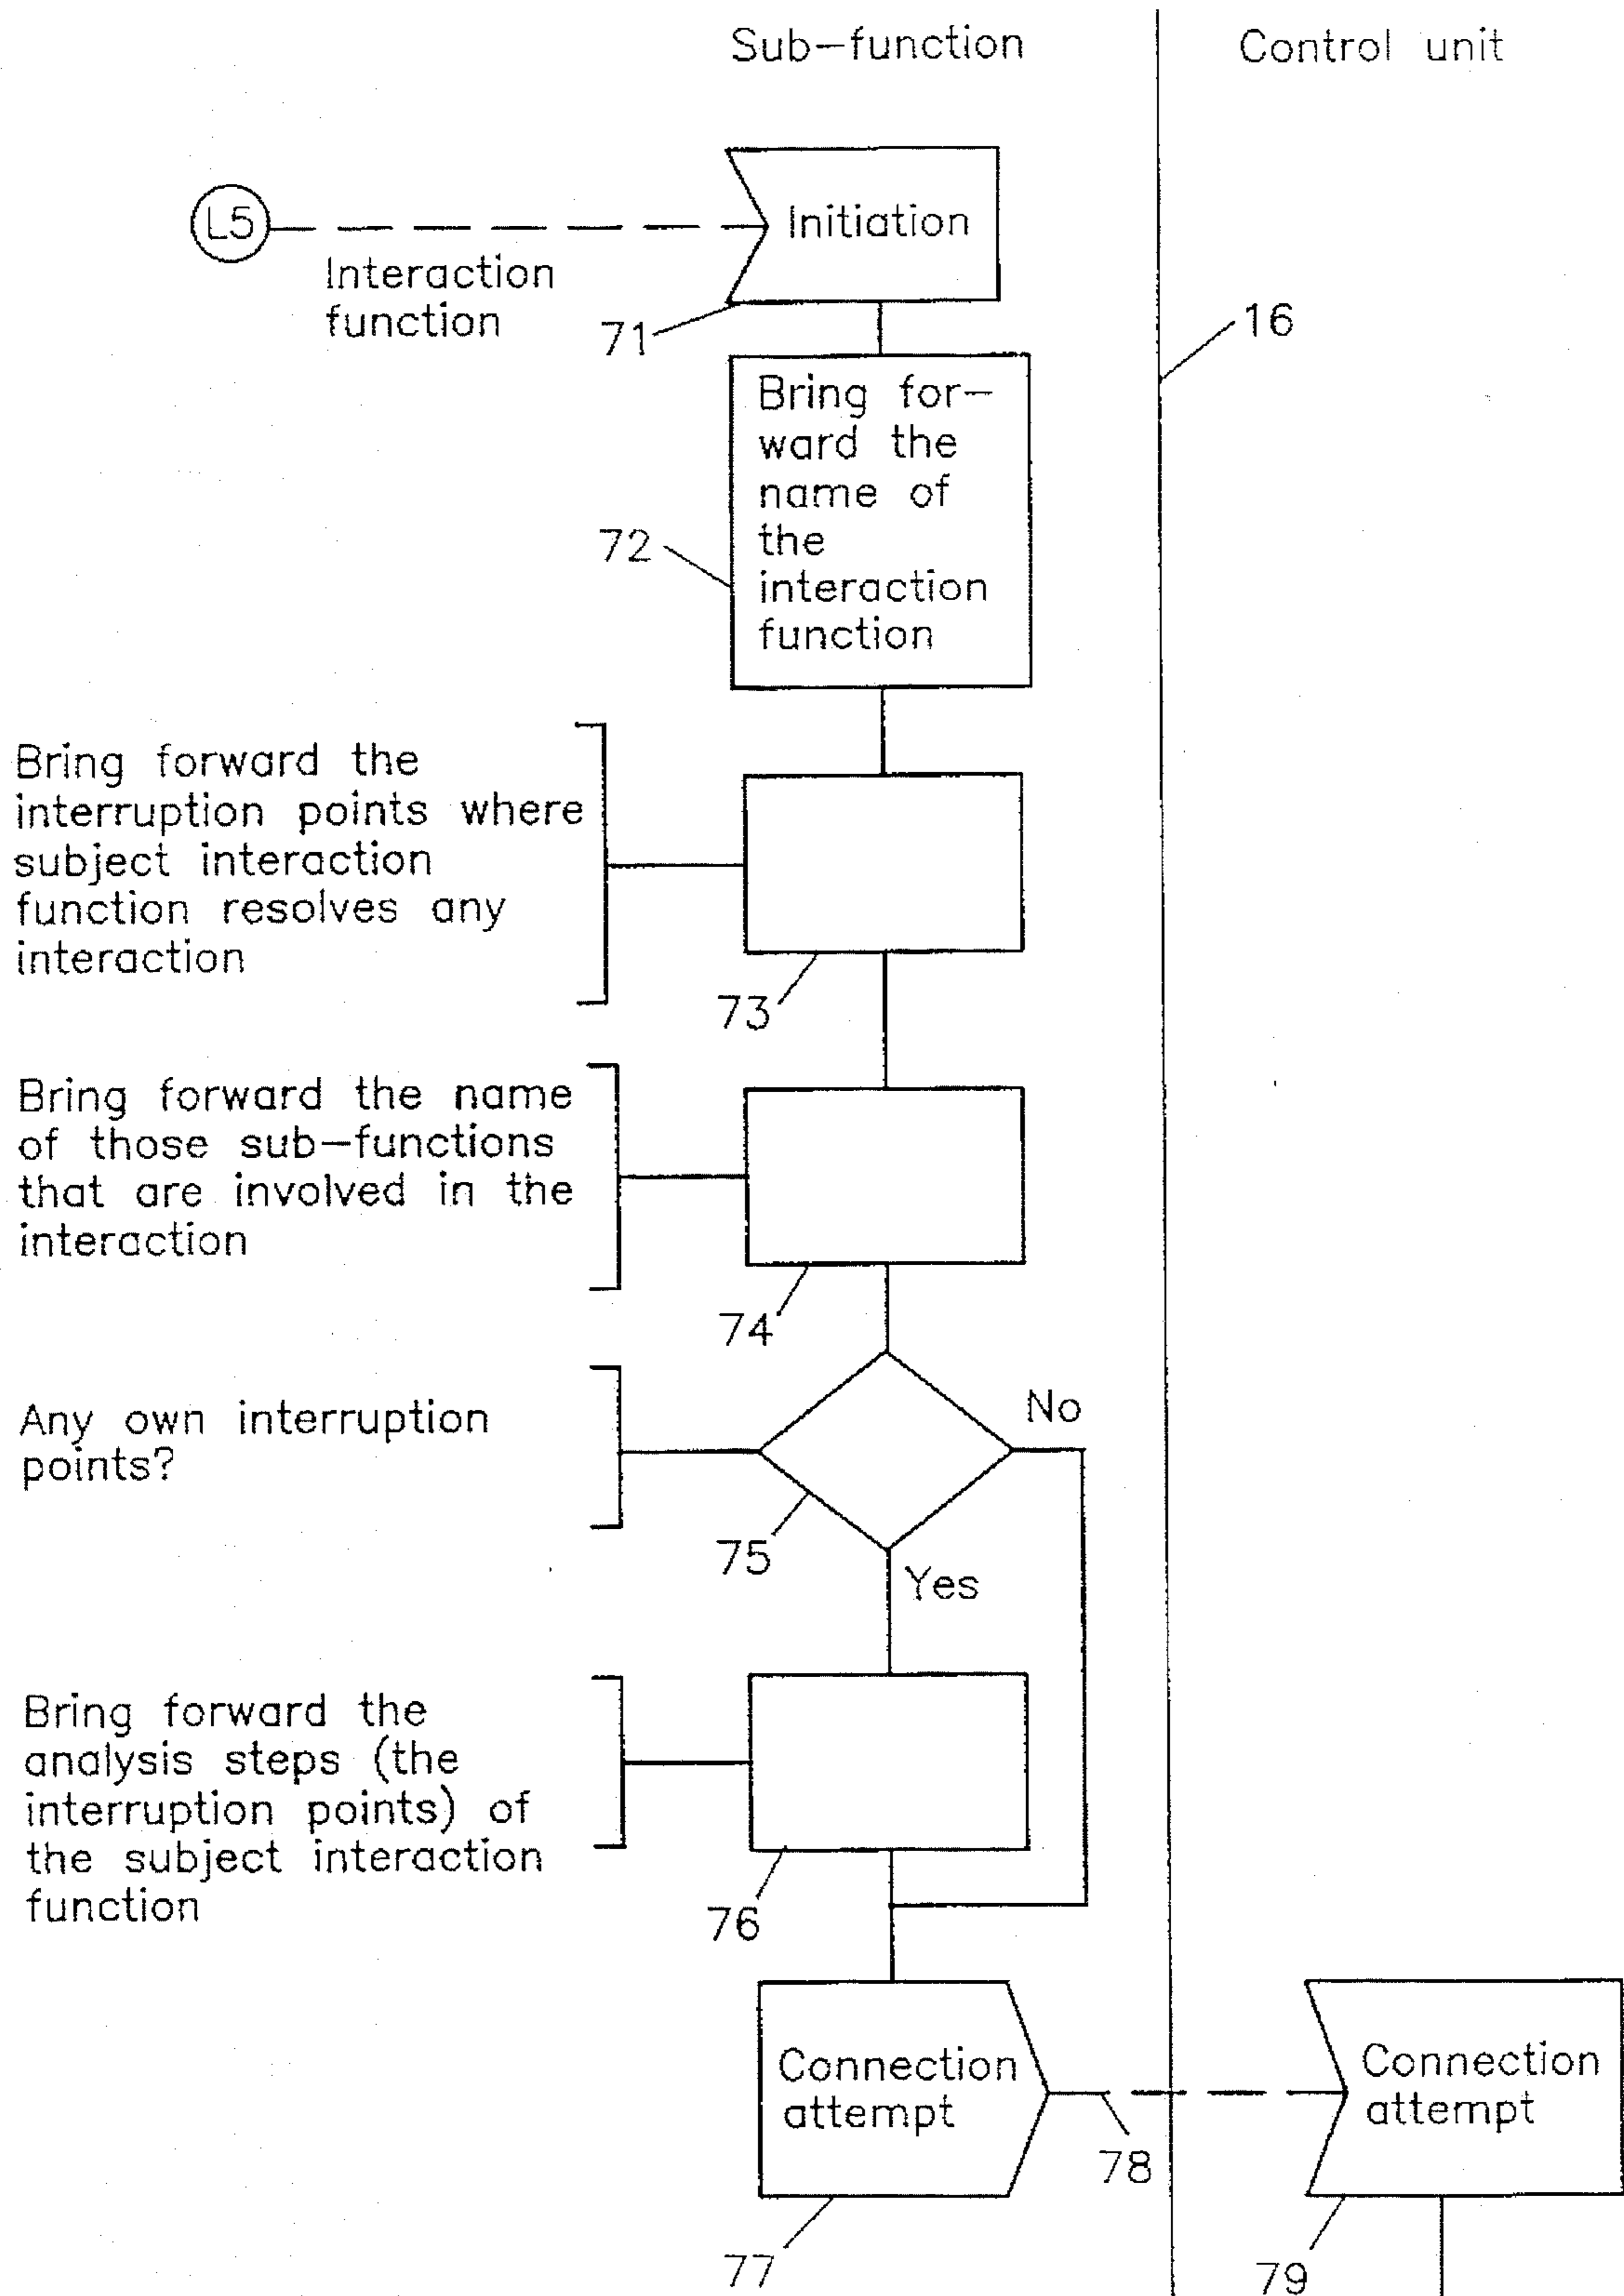 Sub-function
Control unit
L5
Initiation
Interaction
function
71
16
Bring for-
ward the
name of
the
interaction
function
72
Bring forward the
interruption points where
subject interaction
function resolves any
interaction
73
Bring forward the name
of those sub-functions
that are involved in the
interaction
74
Any own interruption
points?
No
75
Yes
Bring forward the
analysis steps (the
interruption points) of
the subject interaction
function
76
Connection
attempt
Connection
attempt
78
77
79